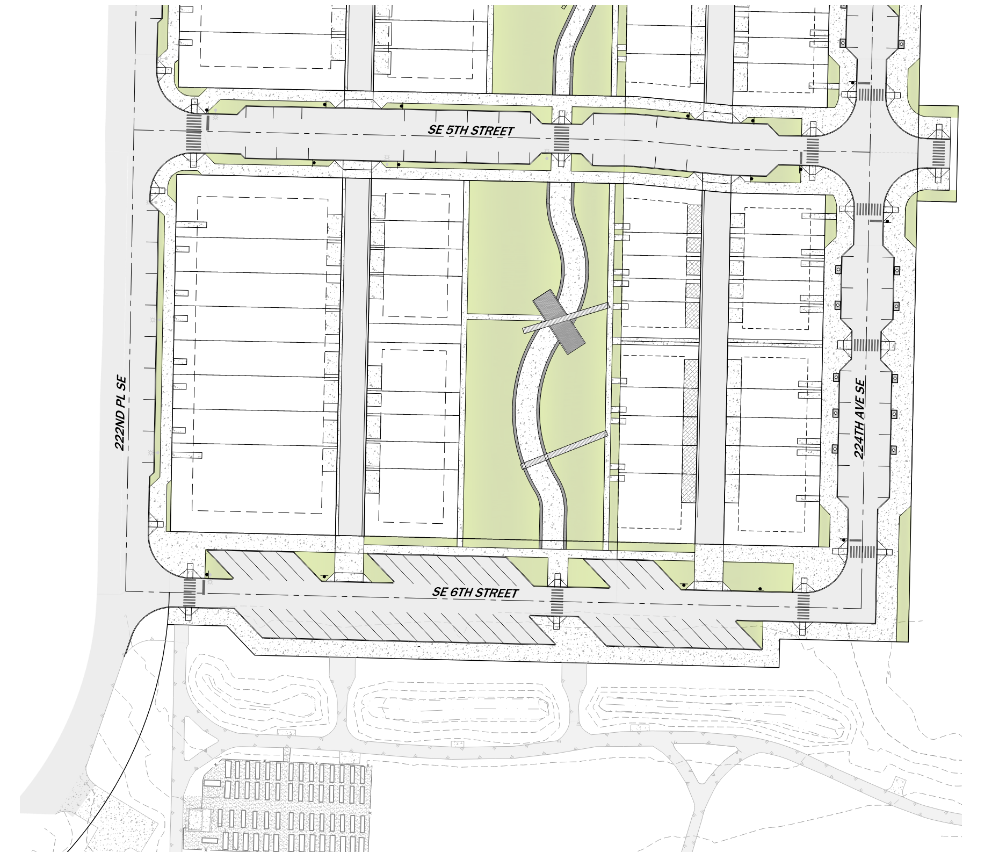 SE 5TH STREET
222ND PL SE
224TH AVE SE
SE 6TH STREET